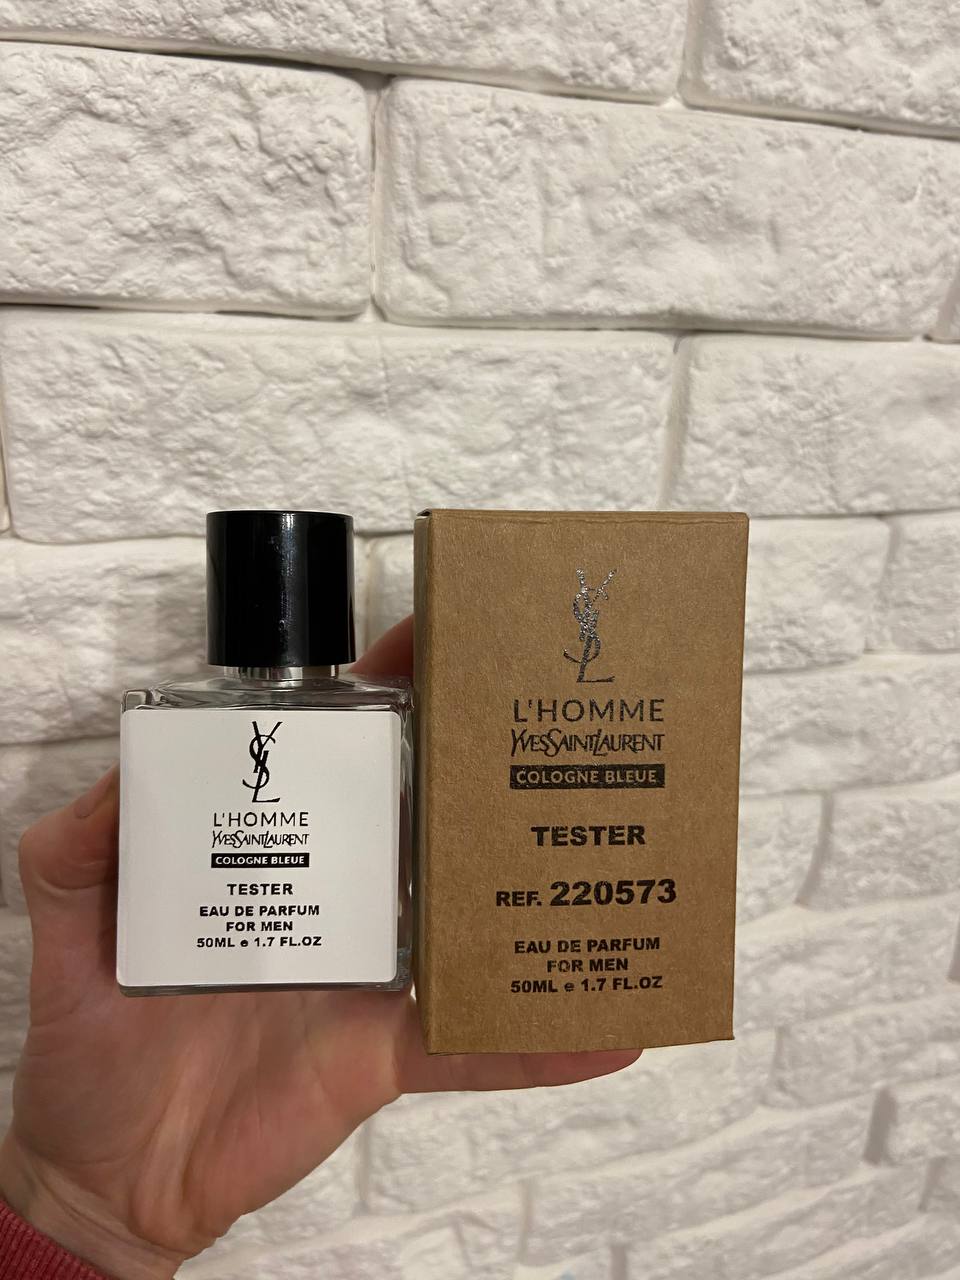 YSL
L'HOMME
YVESSAINTLAURENT
COLOGNE BLEUE
TESTER
EAU DE PARFUM
FOR MEN
50ML e 1.7 FL.OZ
YSL
L'HOMME
YVESSAINTLAURENT
COLOGNE BLEUE
TESTER
REF. 220573
EAU DE PARFUM
FOR MEN
50ML e 1.7 FL.OZ